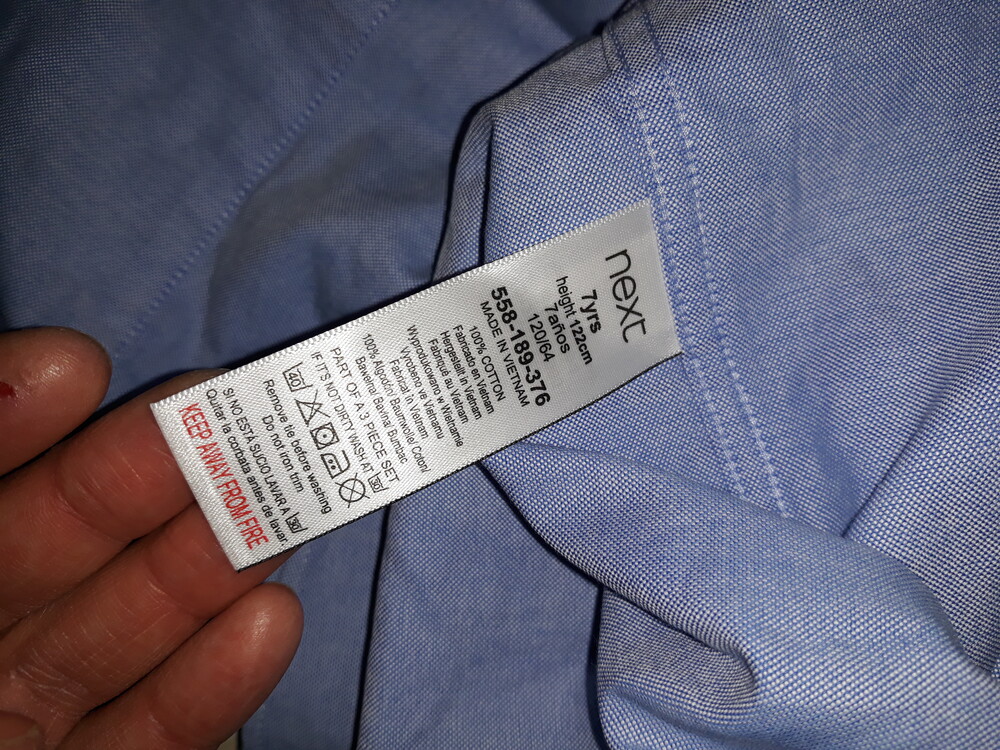 next
7yrs
height 122cm
7años
120/64
558-189-376
MADE IN VIETNAM
100% COTTON
Fabricado en Vietnam
Hergestellt in Vietnam
Fabriqué au Vietnam
Wyprodukowano w Wietnamie
Vyrobeno ve Vietnamu
Fabricat în Vietnam
100% Algodón/ Baumwolle/ Coton/
Bawełna/ Bavlna/ Bumbac
PART OF A 3 PIECE SET
IF IT'S NOT DIRTY WASH AT 30
40
Remove tie before washing
Do not iron trim
SI NO ESTÁ SUCIO LAVAR A 30
Quitar la corbata antes de lavar.
KEEP AWAY FROM FIRE